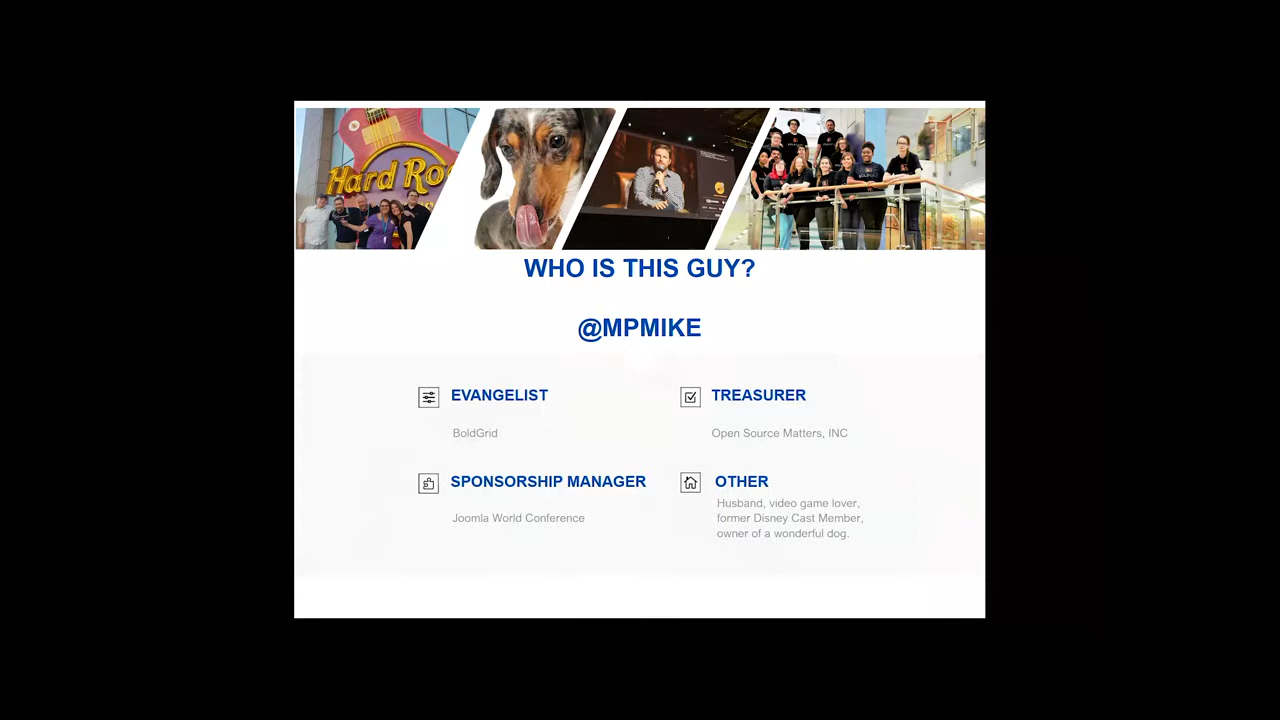 Hard Ro
WHO IS THIS GUY?
@MPMIKE
EVANGELIST
BoldGrid
TREASURER
Open Source Matters, INC
SPONSORSHIP MANAGER
Joomla World Conference
OTHER
Husband, video game lover,
former Disney Cast Member,
owner of a wonderful dog.